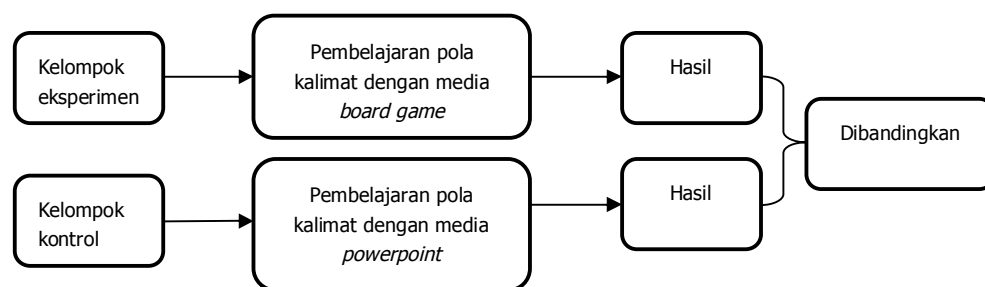 Kelompok
eksperimen
Pembelajaran pola
kalimat dengan media
board game
Hasil
Dibandingkan
Kelompok
kontrol
Pembelajaran pola
kalimat dengan media
powerpoint
Hasil